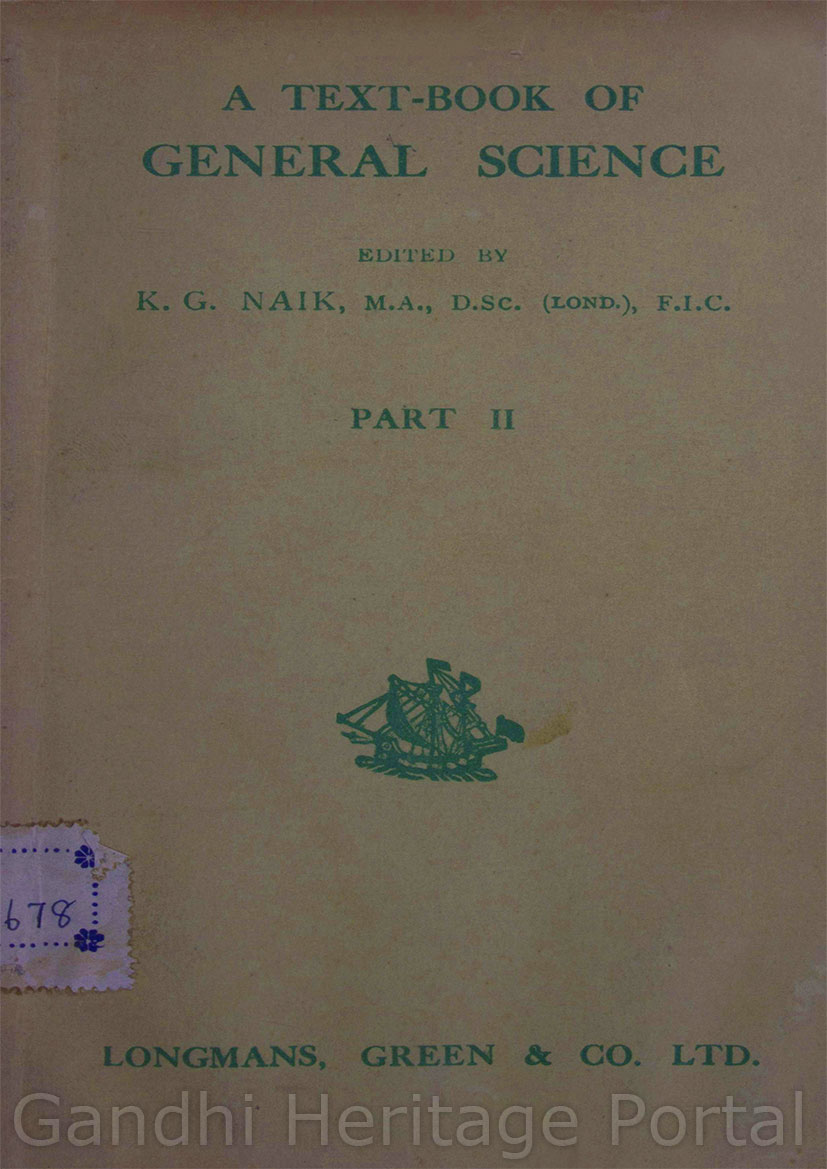 A TEXT-BOOK OF
GENERAL SCIENCE
EDITED BY
K. G. NAIK, M.A., D.Sc. (LOND.), F.I.C.
PART II
678
LONGMANS, GREEN & CO. LTD.
Gandhi Heritage Portal